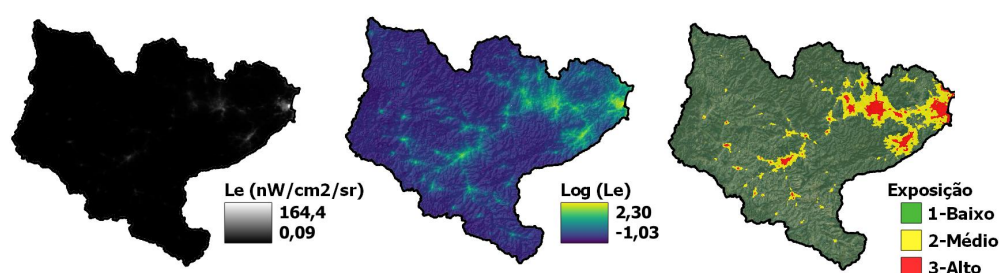 Le (nW/cm2/sr)
164,4
0,09
Log (Le)
2,30
-1,03
Exposição
1-Baixo
2-Médio
3-Alto